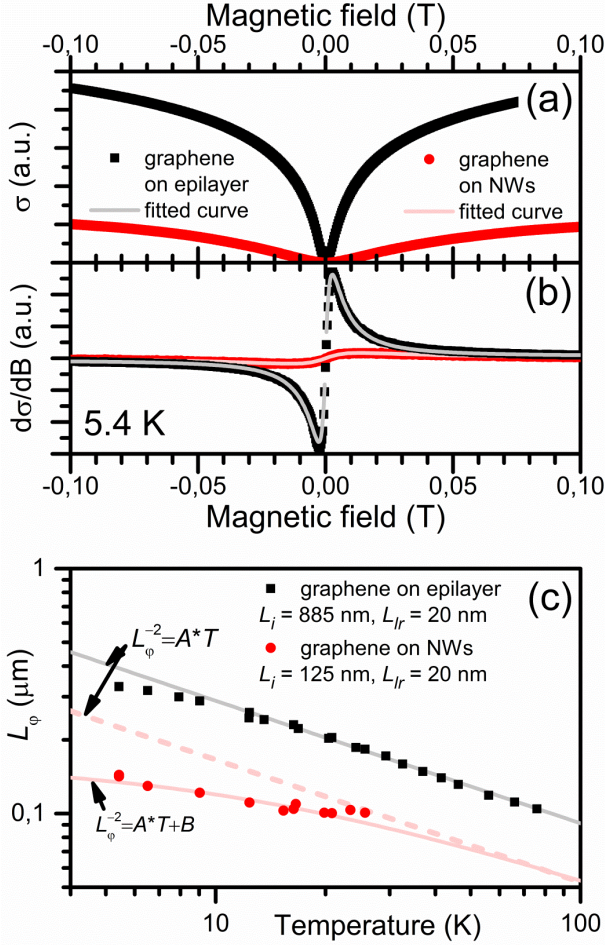 Magnetic field (T)
-0,10 -0,05 0,00 0,05 0,10
(a)
σ (a.u.)
graphene on epilayer
fitted curve
graphene on NWs
fitted curve
(b)
dσ/dB (a.u.)
5.4 K
-0,10 -0,05 0,00 0,05 0,10
Magnetic field (T)
1
(c)
graphene on epilayer
L_i = 885 nm, L_lr = 20 nm
graphene on NWs
L_i = 125 nm, L_lr = 20 nm
L_φ^-2=A*T
L_φ (μm)
0,1
L_φ^-2=A*T+B
10 100
Temperature (K)